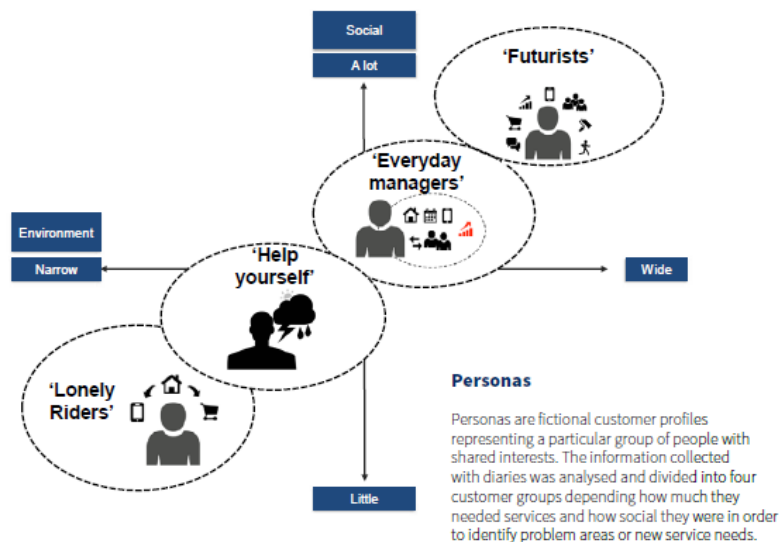 Social
A lot
'Futurists'
'Everyday
managers'
Environment
Narrow
'Help
yourself'
Wide
'Lonely
Riders'
Little
Personas
Personas are fictional customer profiles
representing a particular group of people with
shared interests. The information collected
with diaries was analysed and divided into four
customer groups depending how much they
needed services and how social they were in order
to identify problem areas or new service needs.